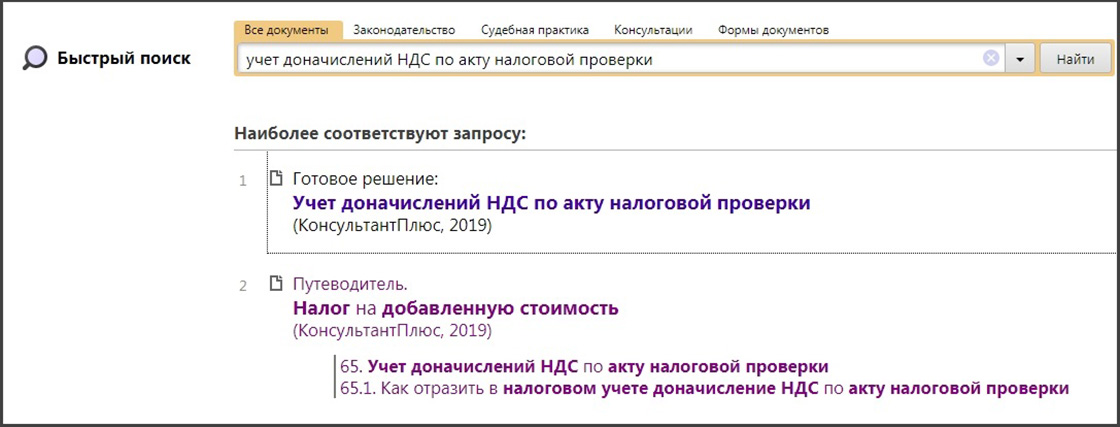 Все документы Законодательство Судебная практика Консультации Формы документов
Быстрый поиск
учет доначислений НДС по акту налоговой проверки
Найти
Наиболее соответствуют запросу:
1 Готовое решение:
Учет доначислений НДС по акту налоговой проверки
(КонсультантПлюс, 2019)
2 Путеводитель.
Налог на добавленную стоимость
(КонсультантПлюс, 2019)
65. Учет доначислений НДС по акту налоговой проверки
65.1. Как отразить в налоговом учете доначисление НДС по акту налоговой проверки